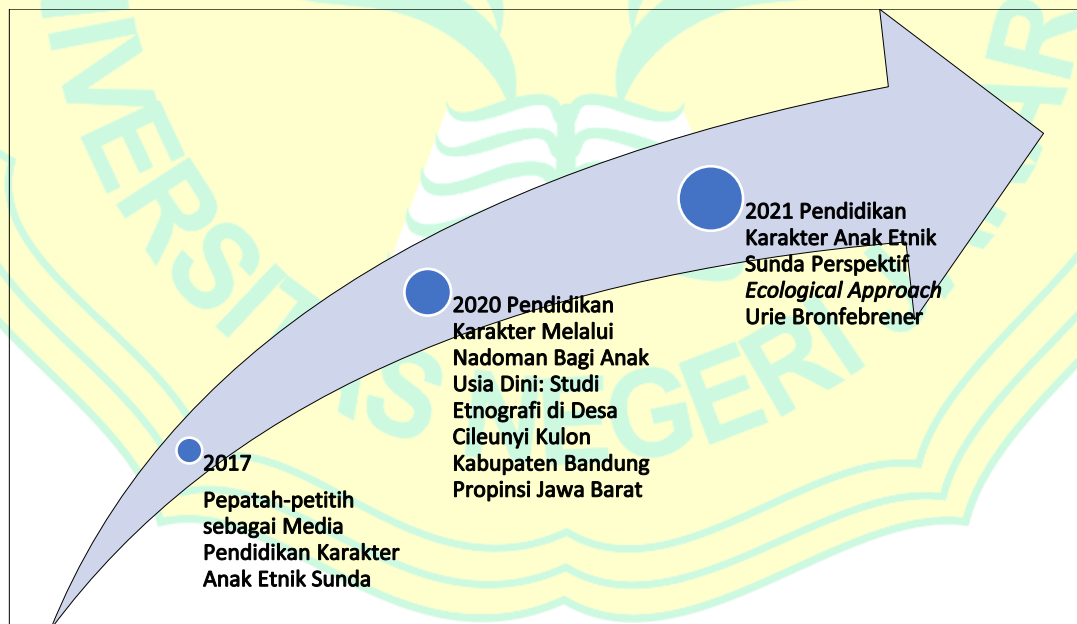 2017
Pepatah-petitih
sebagai Media
Pendidikan Karakter
Anak Etnik Sunda
2020 Pendidikan
Karakter Melalui
Nadoman Bagi Anak
Usia Dini: Studi
Etnografi di Desa
Cileunyi Kulon
Kabupaten Bandung
Propinsi Jawa Barat
2021 Pendidikan
Karakter Anak Etnik
Sunda Perspektif
Ecological Approach
Urie Bronfebrener